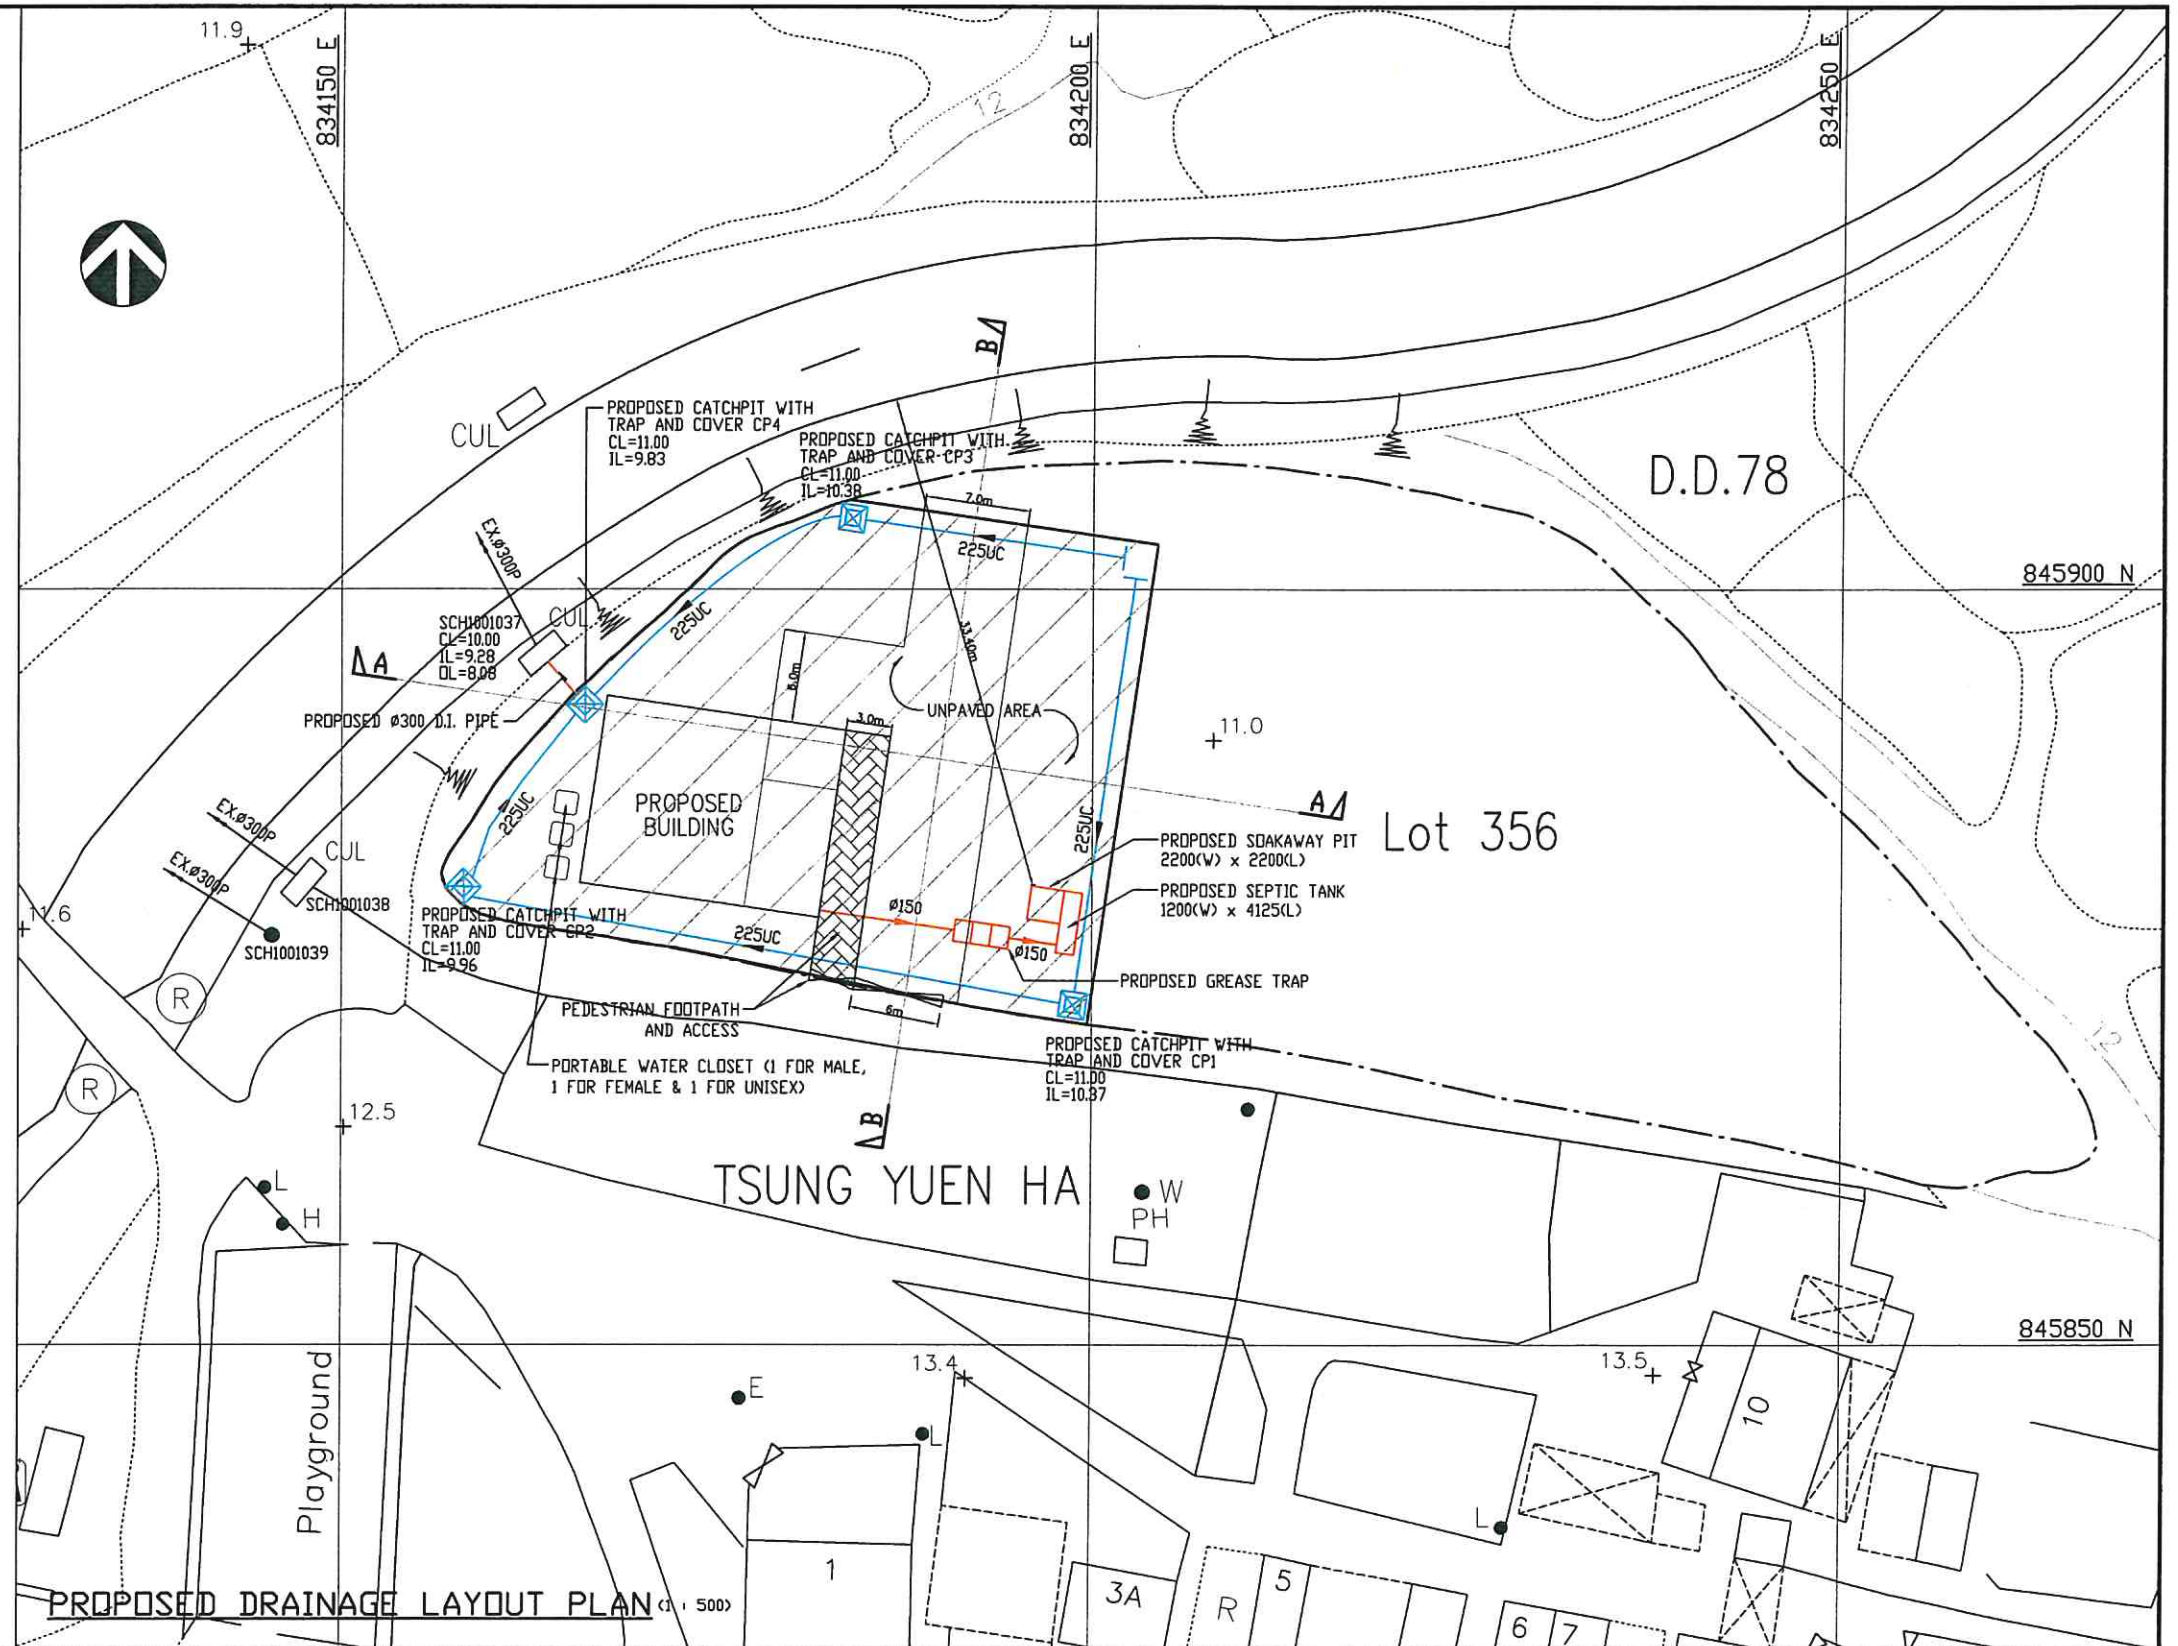 11.9
834150 E
834200 E
834250 E
12
CUL
PROPOSED CATCHPIT WITH
TRAP AND COVER CP4
CL=11.00
IL=9.83
PROPOSED CATCHPIT WITH
TRAP AND COVER CP3
CL=11.00
IL=10.38
B
D.D.78
7.0m
225UC
EX.Ø300P
845900 N
CUL
225UC
SCH1001037
CL=10.00
IL=9.28
OL=8.08
33.40m
A
6.0m
PROPOSED Ø300 D.I. PIPE
3.0m
UNPAVED AREA
11.0
225UC
PROPOSED
BUILDING
A
Lot 356
225UC
PROPOSED SOAKAWAY PIT
2200(W) x 2200(L)
EX.Ø300P
CUL
EX.Ø300P
SCH1001038
PROPOSED SEPTIC TANK
1200(W) x 4125(L)
11.6
Ø150
PROPOSED CATCHPIT WITH
TRAP AND COVER CP2
CL=11.00
IL=9.96
225UC
Ø150
SCH1001039
PROPOSED GREASE TRAP
R
PEDESTRIAN FOOTPATH
AND ACCESS
6m
PROPOSED CATCHPIT WITH
TRAP AND COVER CP1
CL=11.00
IL=10.37
12
PORTABLE WATER CLOSET (1 FOR MALE,
1 FOR FEMALE & 1 FOR UNISEX)
R
12.5
B
TSUNG YUEN HA
L
H
W
PH
845850 N
13.4
13.5
E
L
10
Playground
L
1
3A
R
5
6
7
PROPOSED DRAINAGE LAYOUT PLAN (1 : 500)